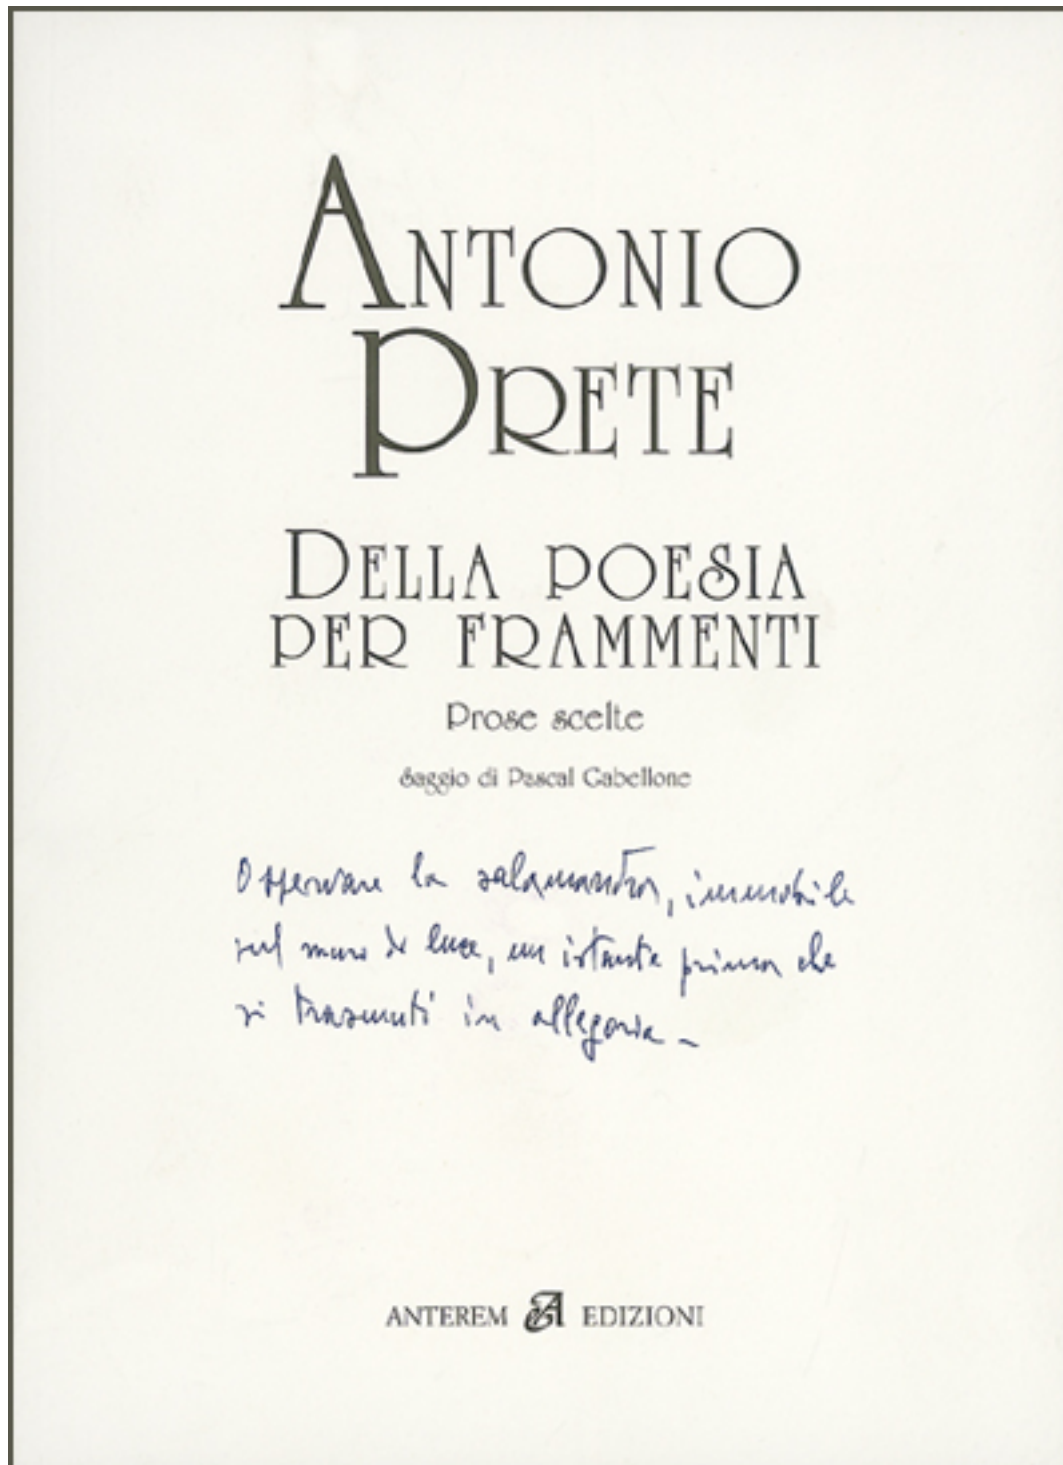 ANTONIO
PRETE
DELLA POESIA
PER FRAMMENTI
Prose scelte
Saggio di Pascal Gabellone
Osservare la salamandra, immobile
sul muro di luce, un istante prima che
si trasmuti in allegoria –
ANTEREM A EDIZIONI